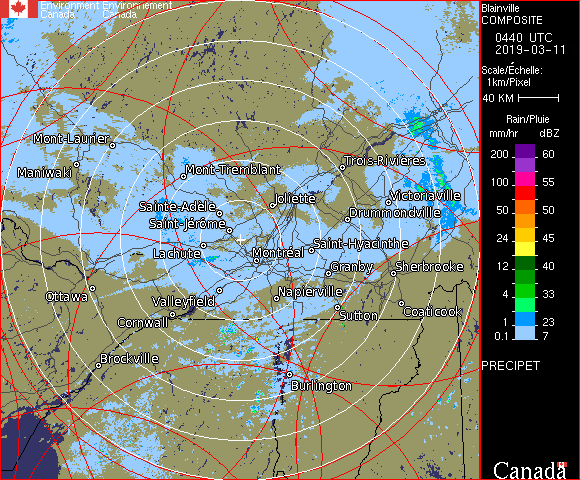 Environment Environnement
Canada Canada
Blainville
COMPOSITE
0440 UTC
2019-03-11
Scale/Échelle:
1km/Pixel
40 KM
Rain/Pluie
mm/hr dBZ
200 60
100 55
50 50
24 45
12 40
4 33
1 23
0.1 7
PRECIPET
Canada
Mont-Laurier
Maniwaki
Mont-Tremblant
Trois-Rivières
Joliette
Victoriaville
Sainte-Adèle
Drummondville
Saint-Jérôme
Lachute
Montréal
Saint-Hyacinthe
Granby
Sherbrooke
Ottawa
Valleyfield
Napierville
Cornwall
Sutton
Coaticook
Brockville
Burlington